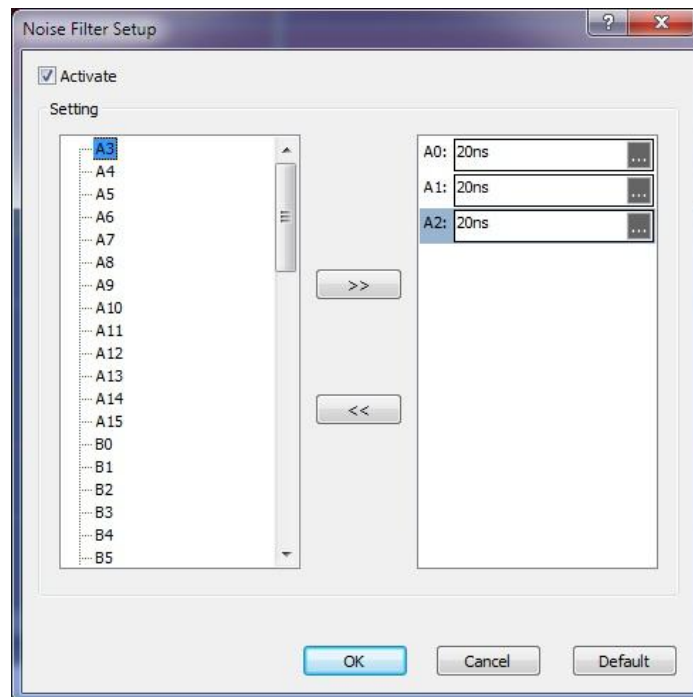 Noise Filter Setup
?
X
Activate
Setting
A3
A4
A5
A6
A7
A8
A9
A10
A11
A12
A13
A14
A15
B0
B1
B2
B3
B4
B5
>>
<<
A0: 20ns ...
A1: 20ns ...
A2: 20ns ...
OK
Cancel
Default